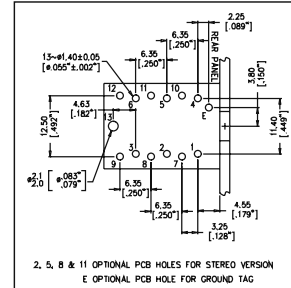 2.25
[.089"]
13-ø1,40±0,05
[ø.055"±.002"]
6.35
[.250"]
6.35
[.250"]
REAR PANEL
3.80
[.150"]
12 11 10
6 5 4
E
4.63
[.182"]
13
12.50
[.492"]
11.40
[.449"]
ø2.1
2.0
[ø.083"
.079"]
3 2 1
9 8 7
6.35
[.250"]
6.35
[.250"]
4.55
[.179"]
3.25
[.128"]
2, 5, 8 & 11 OPTIONAL PCB HOLES FOR STEREO VERSION
E OPTIONAL PCB HOLE FOR GROUND TAG